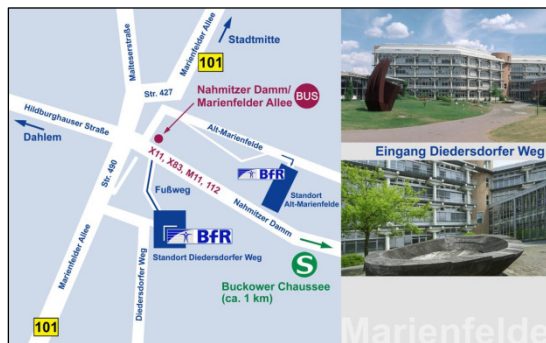 Marienfelder Allee
Stadtmitte
Malteserstraße
101
Str. 427
Nahmitzer Damm/
Marienfelder Allee
BUS
Hildburghauser Straße
Dahlem
Alt-Marienfelde
X11, X83, M11, 112
Str. 490
Fußweg
BfR
Standort
Alt-Marienfelde
Nahmitzer Damm
BfR
Standort Diedersdorfer Weg
Marienfelder Allee
Diedersdorfer Weg
S
Buckower Chaussee
(ca. 1 km)
101
Eingang Diedersdorfer Weg
Marienfelde